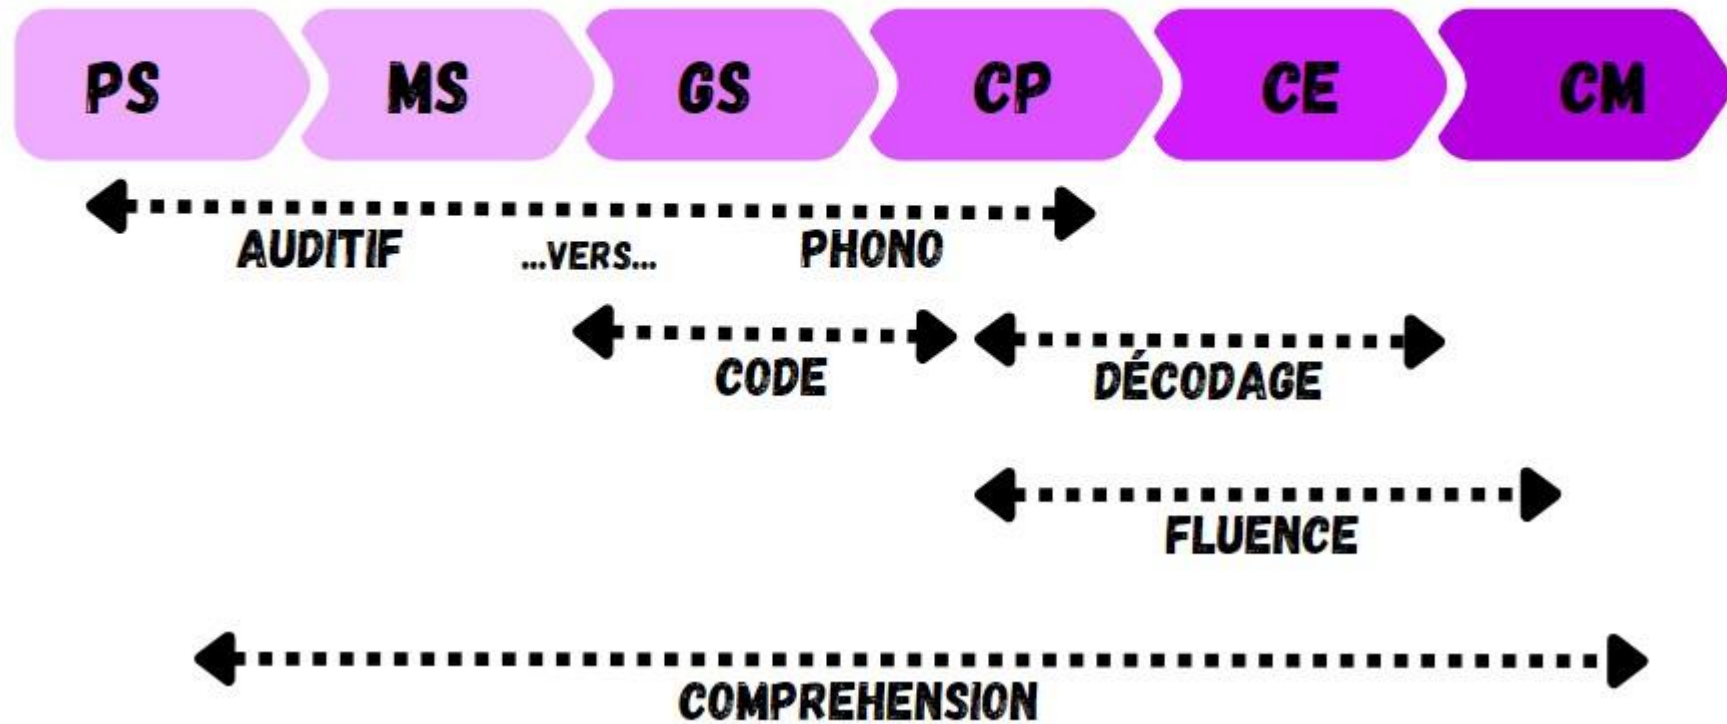 PS MS GS CP CE CM
AUDITIF ...VERS... PHONO
CODE DÉCODAGE
FLUENCE
COMPREHENSION